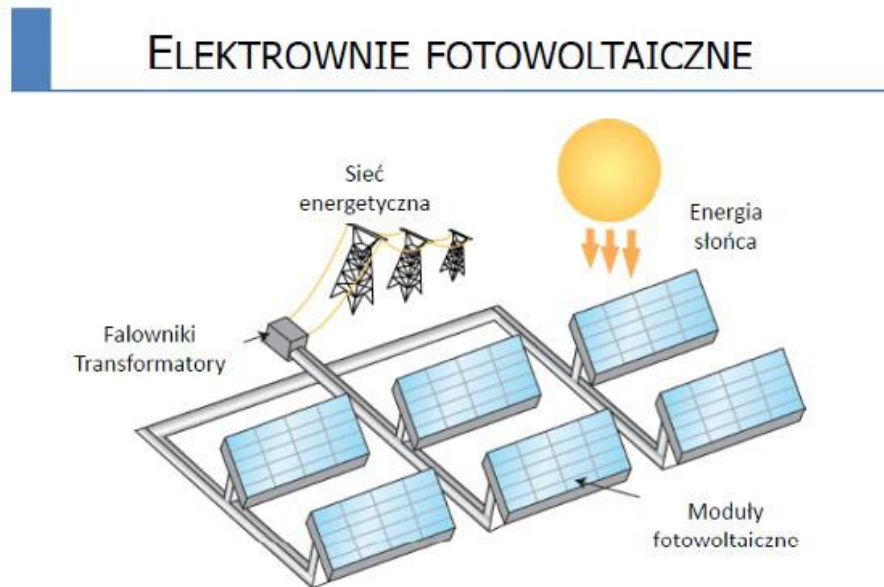 ELEKTROWNIE FOTOWOLTAICZNE
Sieć
energetyczna
Energia
słońca
Falowniki
Transformatory
Moduły
fotowoltaiczne